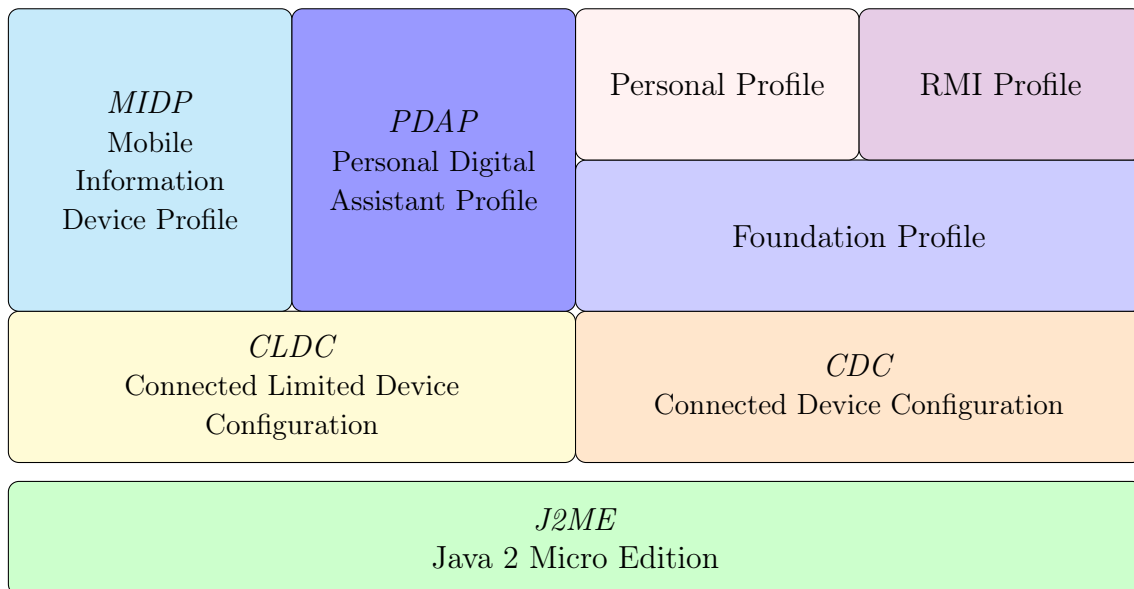 MIDP
Mobile
Information
Device Profile
PDAP
Personal Digital
Assistant Profile
Personal Profile
RMI Profile
Foundation Profile
CLDC
Connected Limited Device
Configuration
CDC
Connected Device Configuration
J2ME
Java 2 Micro Edition